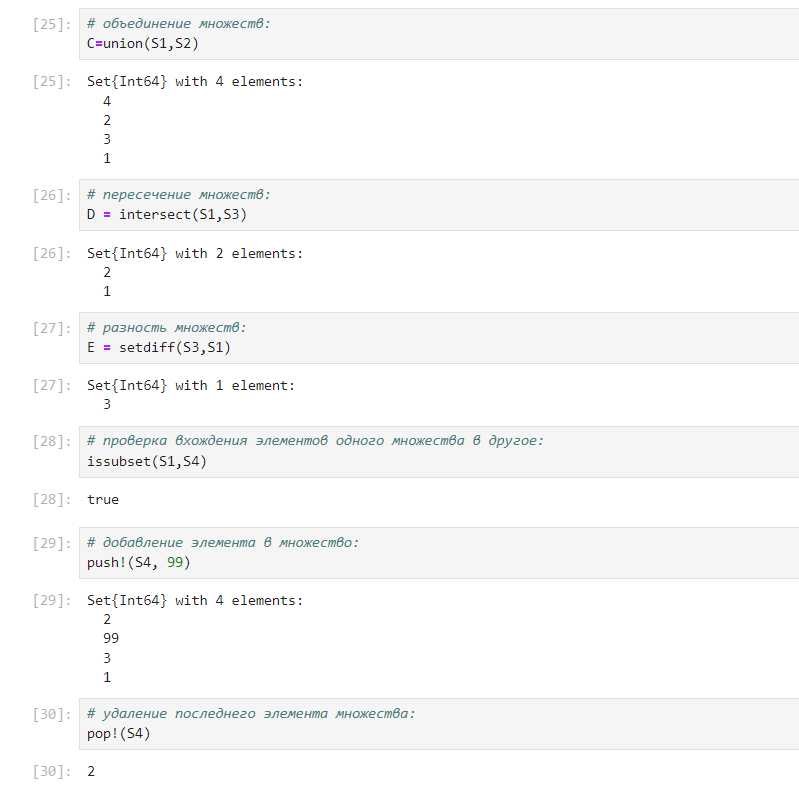 [25]: # объединение множеств:
C=union(S1,S2)
[25]: Set{Int64} with 4 elements:
4
2
3
1
[26]: # пересечение множеств:
D = intersect(S1,S3)
[26]: Set{Int64} with 2 elements:
2
1
[27]: # разность множеств:
E = setdiff(S3,S1)
[27]: Set{Int64} with 1 element:
3
[28]: # проверка вхождения элементов одного множества в другое:
issubset(S1,S4)
[28]: true
[29]: # добавление элемента в множество:
push!(S4, 99)
[29]: Set{Int64} with 4 elements:
2
99
3
1
[30]: # удаление последнего элемента множества:
pop!(S4)
[30]: 2